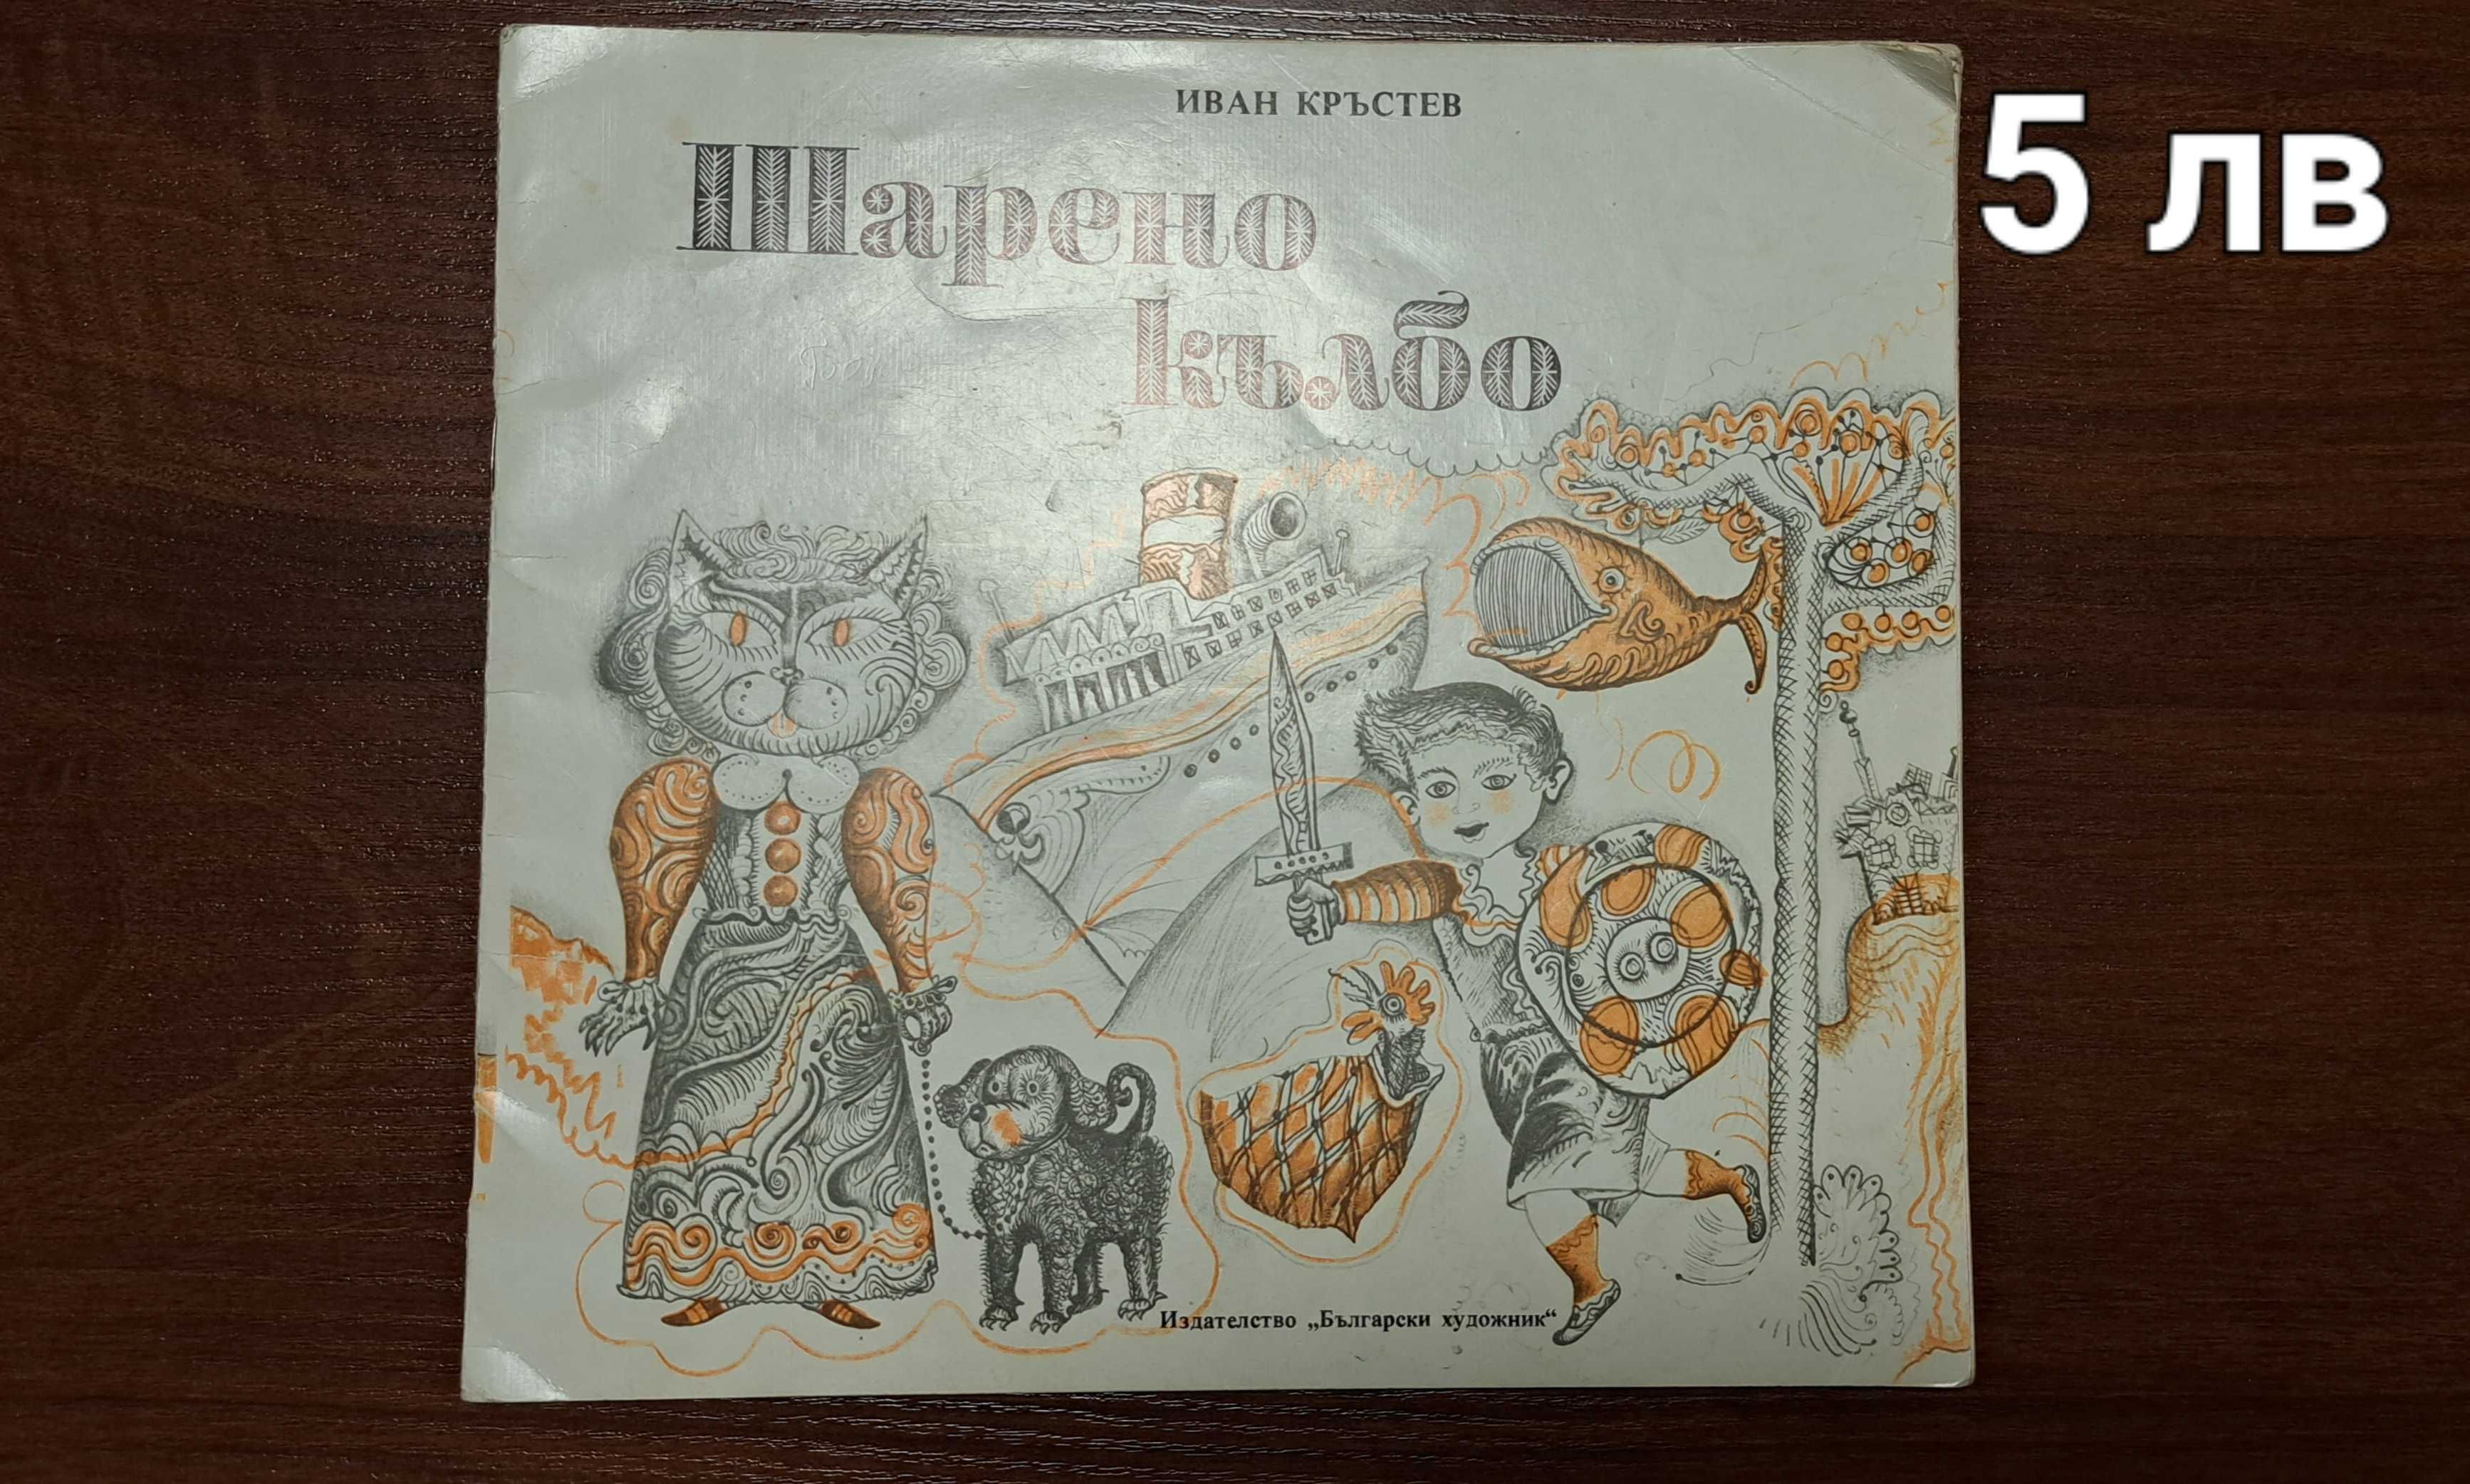 ИВАН КРЪСТЕВ
5 лв
Шарено
кълбо
Издателство „Български художник“